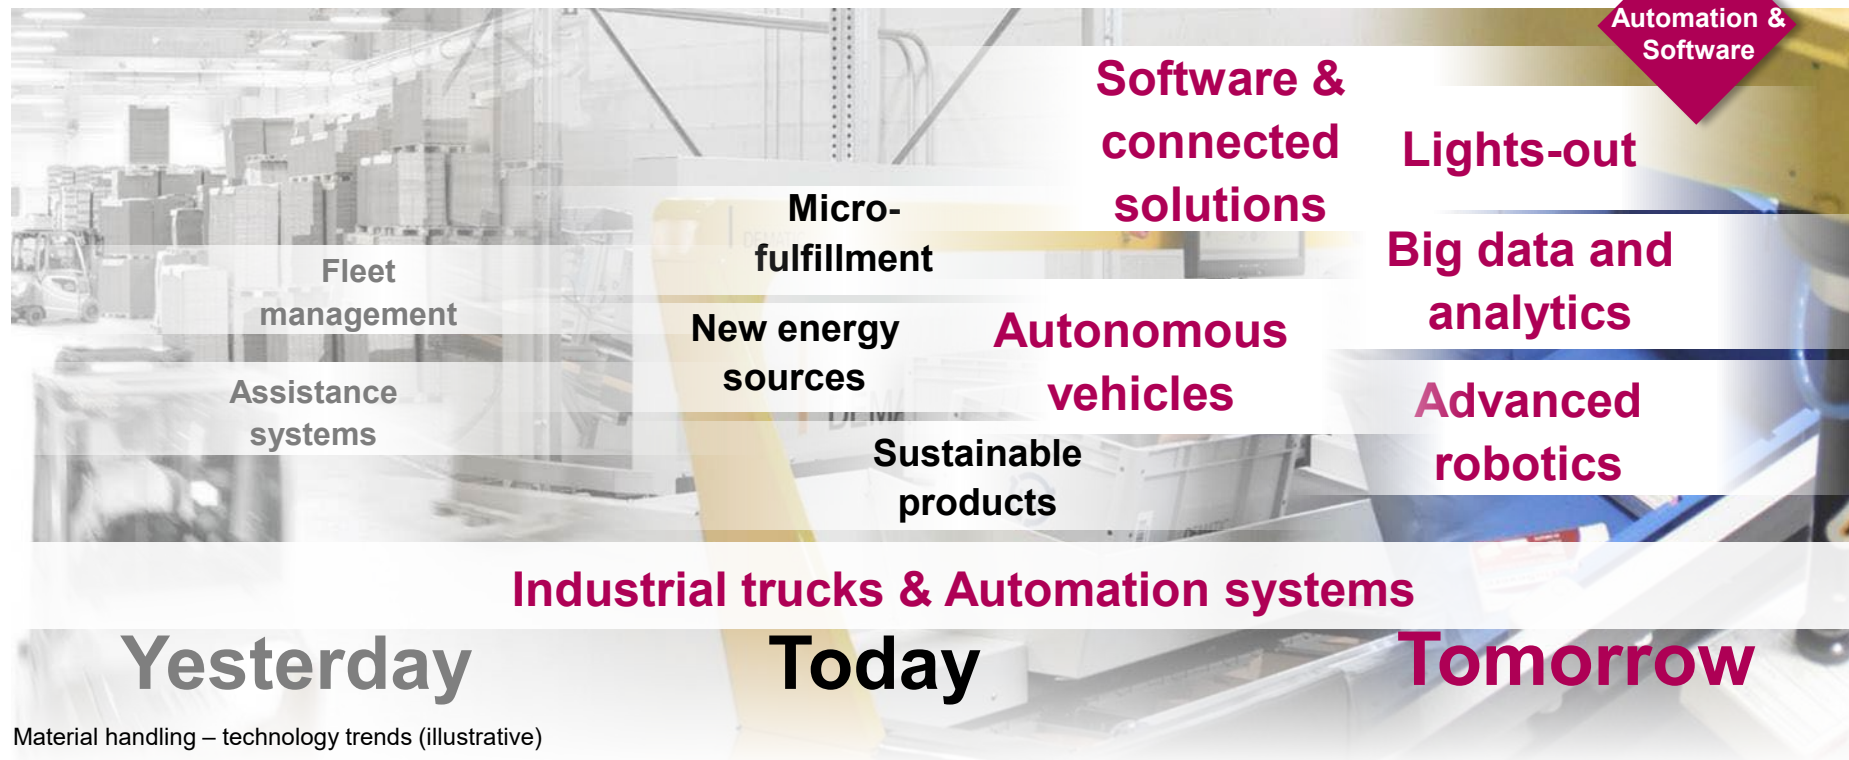 Automation &
Software
Software &
connected
solutions
Lights-out
Micro-
fulfillment
Big data and
analytics
Fleet
management
New energy
sources
Autonomous
vehicles
Assistance
systems
Advanced
robotics
Sustainable
products
DEMATIC
Industrial trucks & Automation systems
Yesterday
Today
Tomorrow
Material handling – technology trends (illustrative)